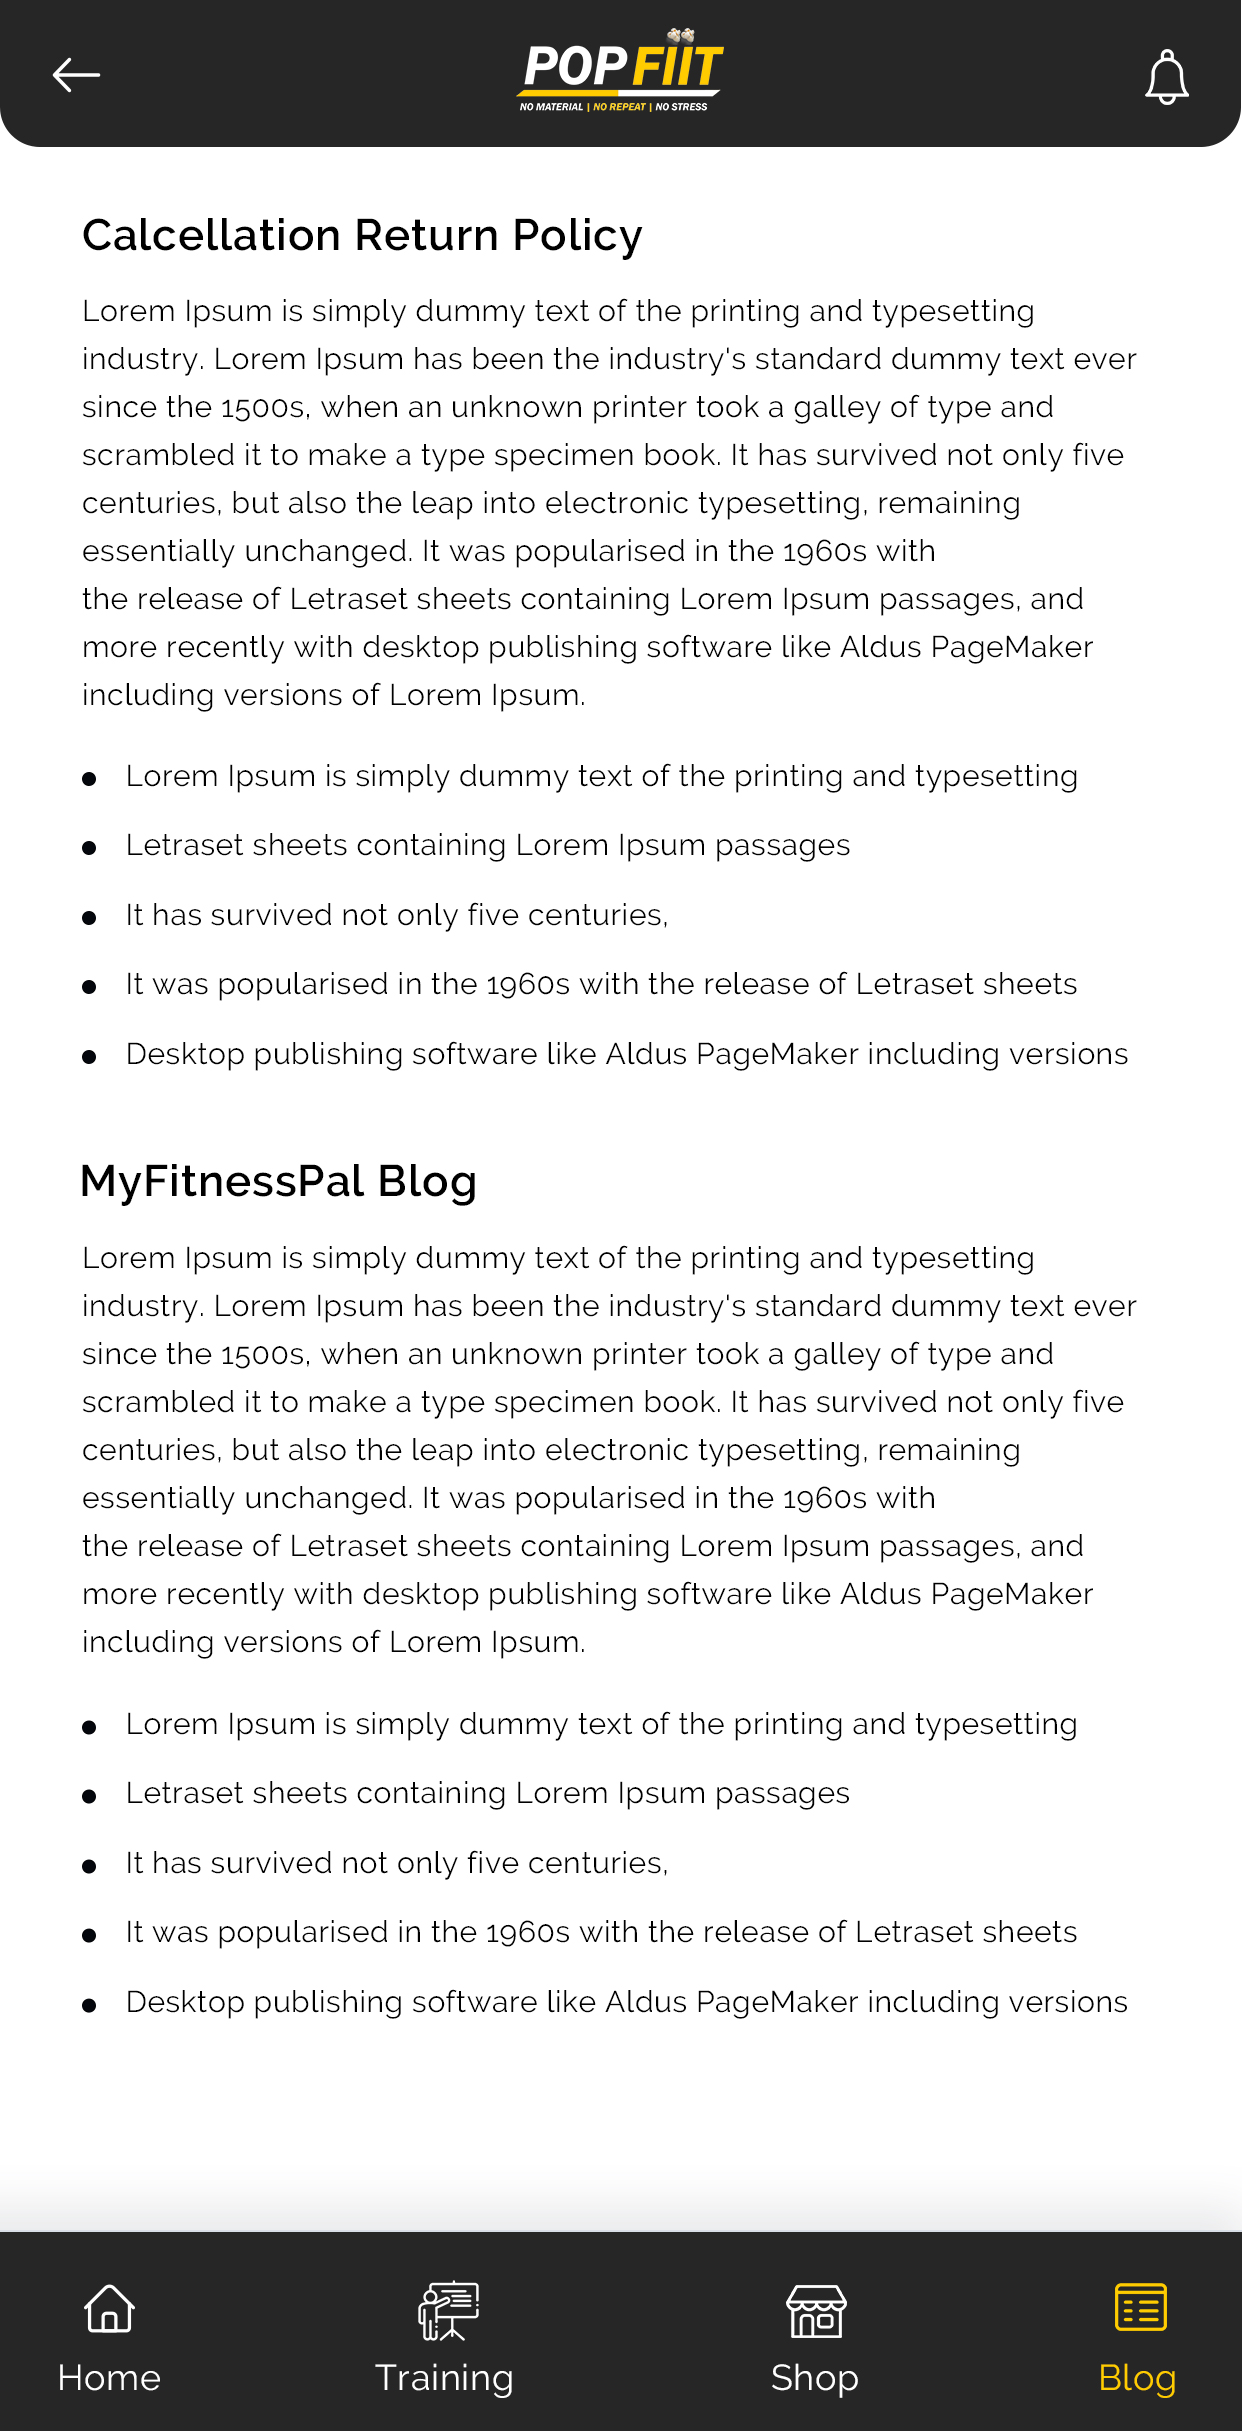 POP FIIT
NO MATERIAL | NO REPEAT | NO STRESS
Calcellation Return Policy
Lorem Ipsum is simply dummy text of the printing and typesetting
industry. Lorem Ipsum has been the industry's standard dummy text ever
since the 1500s, when an unknown printer took a galley of type and
scrambled it to make a type specimen book. It has survived not only five
centuries, but also the leap into electronic typesetting, remaining
essentially unchanged. It was popularised in the 1960s with
the release of Letraset sheets containing Lorem Ipsum passages, and
more recently with desktop publishing software like Aldus PageMaker
including versions of Lorem Ipsum.
● Lorem Ipsum is simply dummy text of the printing and typesetting
● Letraset sheets containing Lorem Ipsum passages
● It has survived not only five centuries,
● It was popularised in the 1960s with the release of Letraset sheets
● Desktop publishing software like Aldus PageMaker including versions
MyFitnessPal Blog
Lorem Ipsum is simply dummy text of the printing and typesetting
industry. Lorem Ipsum has been the industry's standard dummy text ever
since the 1500s, when an unknown printer took a galley of type and
scrambled it to make a type specimen book. It has survived not only five
centuries, but also the leap into electronic typesetting, remaining
essentially unchanged. It was popularised in the 1960s with
the release of Letraset sheets containing Lorem Ipsum passages, and
more recently with desktop publishing software like Aldus PageMaker
including versions of Lorem Ipsum.
● Lorem Ipsum is simply dummy text of the printing and typesetting
● Letraset sheets containing Lorem Ipsum passages
● It has survived not only five centuries,
● It was popularised in the 1960s with the release of Letraset sheets
● Desktop publishing software like Aldus PageMaker including versions
Home Training Shop Blog